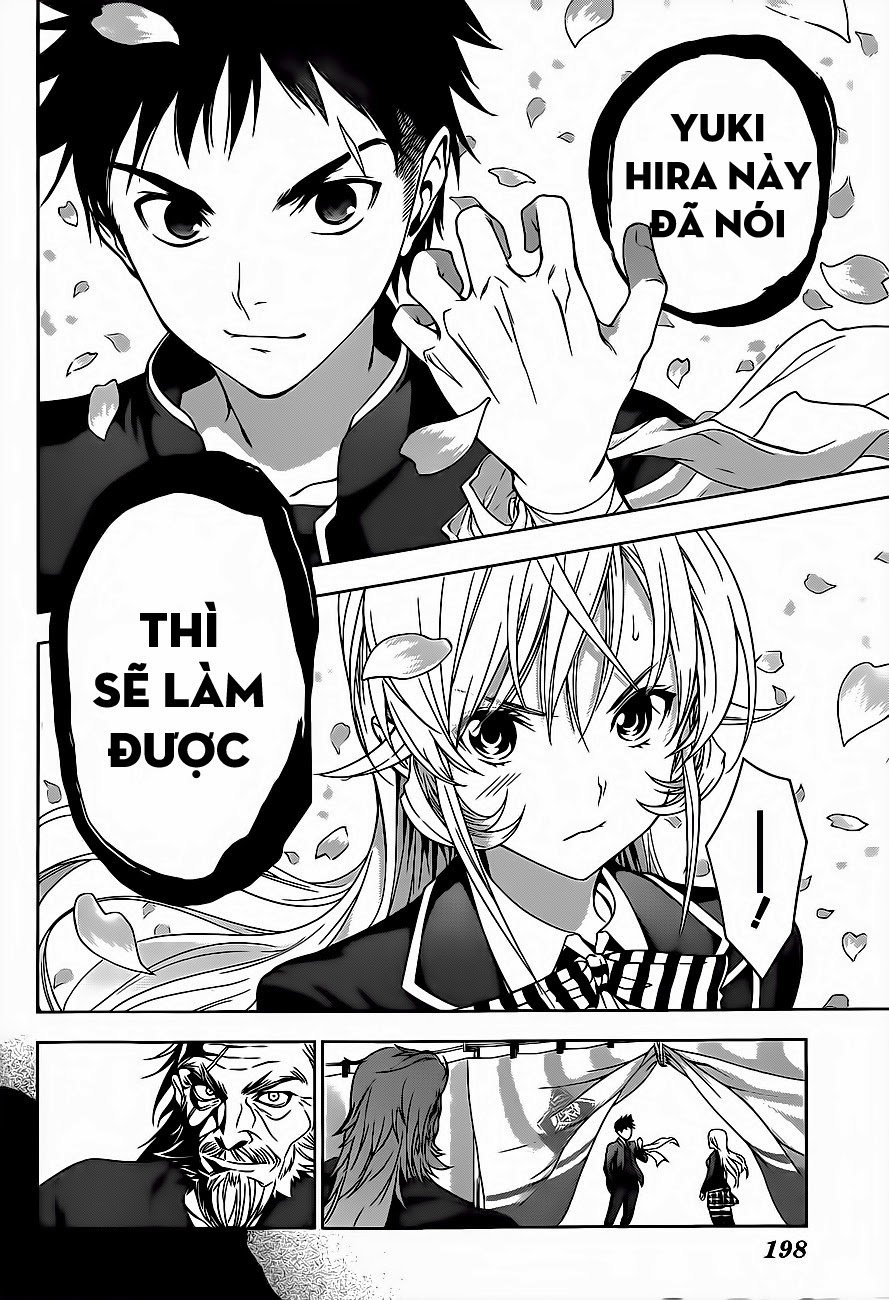 YUKI
HIRA NÀY
ĐÃ NÓI
THÌ
SẼ LÀM
ĐƯỢC
—!
198